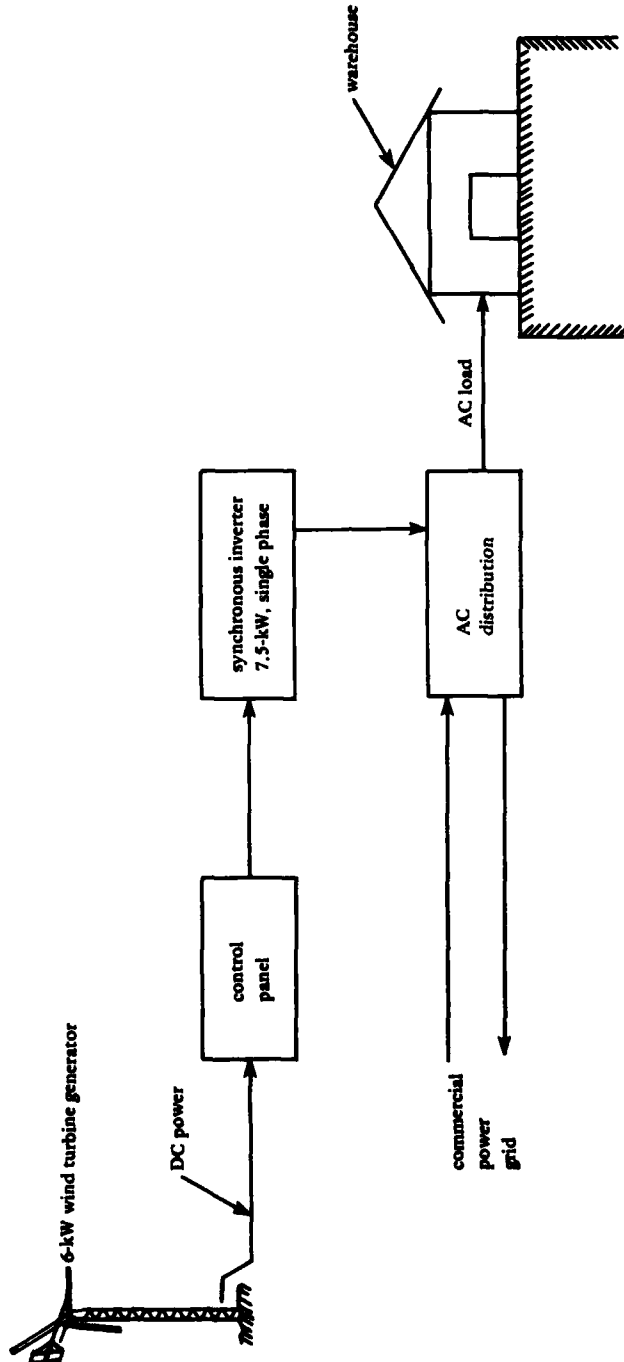 6-kW wind turbine generator
DC power
control
panel
synchronous inverter
7.5-kW, single phase
commercial
power
grid
AC
distribution
AC load
warehouse